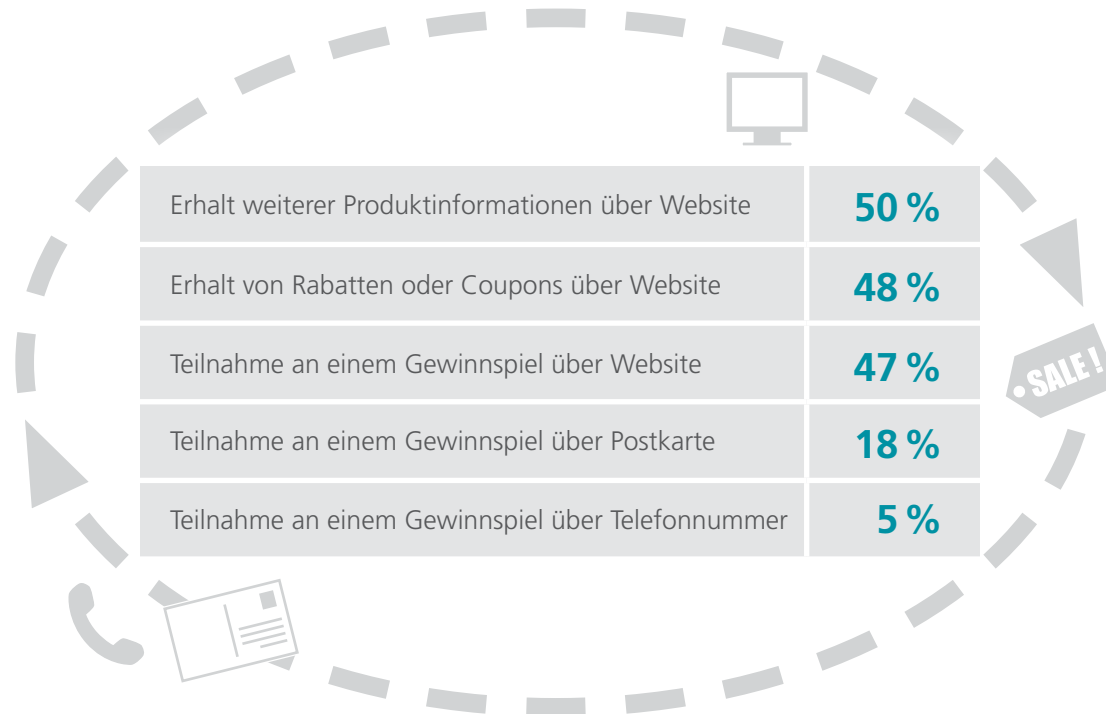 Erhalt weiterer Produktinformationen über Website 50 %
Erhalt von Rabatten oder Coupons über Website 48 %
Teilnahme an einem Gewinnspiel über Website 47 %
SALE !
Teilnahme an einem Gewinnspiel über Postkarte 18 %
Teilnahme an einem Gewinnspiel über Telefonnummer 5 %